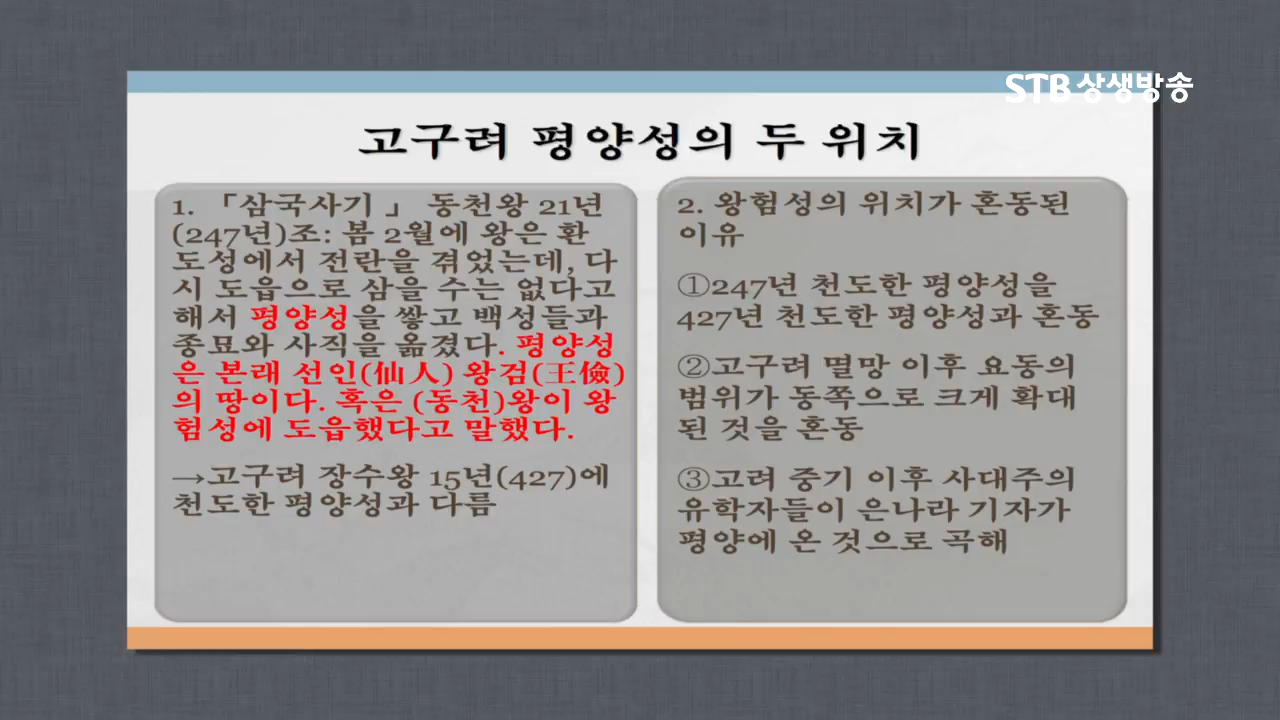 STB 상생방송
고구려 평양성의 두 위치
1. 「삼국사기 」 동천왕 21년
(247년)조: 봄 2월에 왕은 환
도성에서 전란을 겪었는데, 다
시 도읍으로 삼을 수는 없다고
해서 평양성을 쌓고 백성들과
종묘와 사직을 옮겼다. 평양성
은 본래 선인(仙人) 왕검(王儉)
의 땅이다. 혹은 (동천)왕이 왕
험성에 도읍했다고 말했다.
→고구려 장수왕 15년(427)에
천도한 평양성과 다름
2. 왕험성의 위치가 혼동된
이유
①247년 천도한 평양성을
427년 천도한 평양성과 혼동
②고구려 멸망 이후 요동의
범위가 동쪽으로 크게 확대
된 것을 혼동
③고려 중기 이후 사대주의
유학자들이 은나라 기자가
평양에 온 것으로 곡해